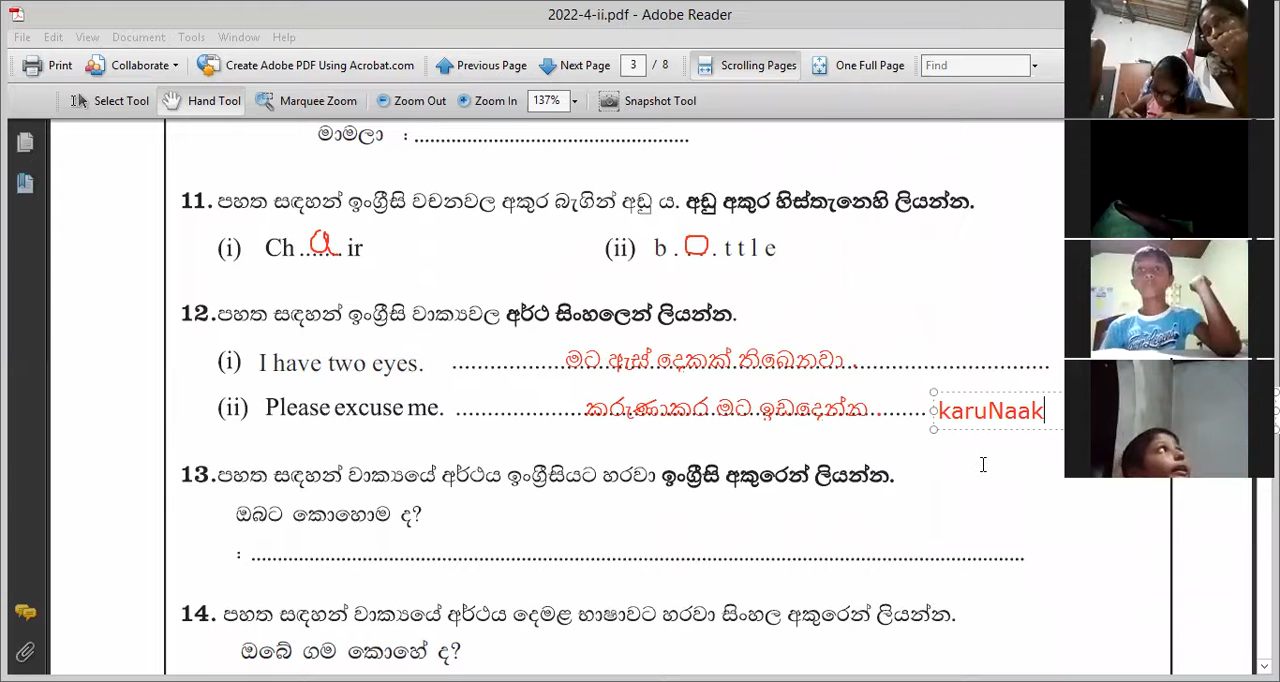 2022-4-ii.pdf - Adobe Reader
File Edit View Document Tools Window Help
Print Collaborate Create Adobe PDF Using Acrobat.com Previous Page Next Page 3 / 8 Scrolling Pages One Full Page Find
Select Tool Hand Tool Marquee Zoom Zoom Out Zoom In 137% Snapshot Tool
මාමලා : ....................................................
11. පහත සඳහන් ඉංග්‍රීසි වචනවල අකුර බැගින් අඩු ය. අඩු අකුර හිස්තැනෙහි ලියන්න.
(i) Ch ..a.. ir (ii) b . o . t t l e
12. පහත සඳහන් ඉංග්‍රීසි වාක්‍යවල අර්ථ සිංහලෙන් ලියන්න.
(i) I have two eyes. .................... මට ඇස් දෙකක් තිබෙනවා . ....................
(ii) Please excuse me. .................... කරුණාකර මට ඉඩදෙන්න . ........ karuNaak
13. පහත සඳහන් වාක්‍යයේ අර්ථය ඉංග්‍රීසියට හරවා ඉංග්‍රීසි අකුරෙන් ලියන්න.
ඔබට කොහොම ද?
: ....................................................
14. පහත සඳහන් වාක්‍යයේ අර්ථය දෙමළ භාෂාවට හරවා සිංහල අකුරෙන් ලියන්න.
ඔබේ ගම කොහේ ද?